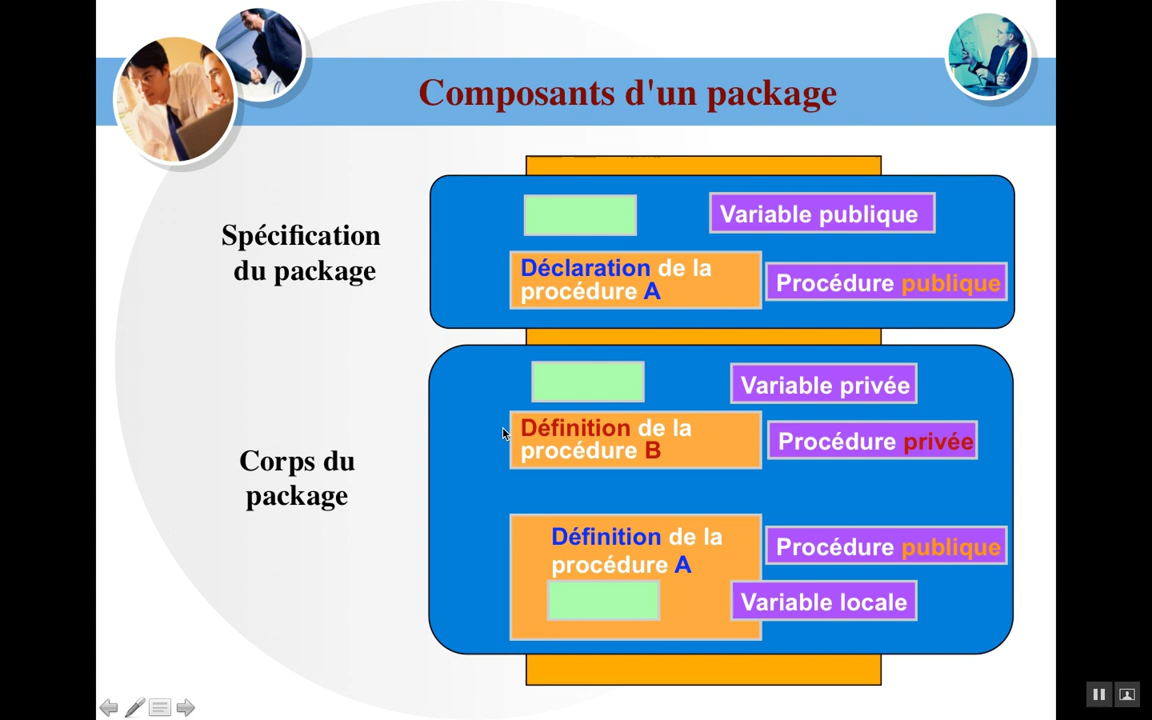 Composants d'un package
Spécification
du package
Variable publique
Déclaration de la
procédure A
Procédure publique
Corps du
package
Variable privée
Définition de la
procédure B
Procédure privée
Définition de la
procédure A
Procédure publique
Variable locale